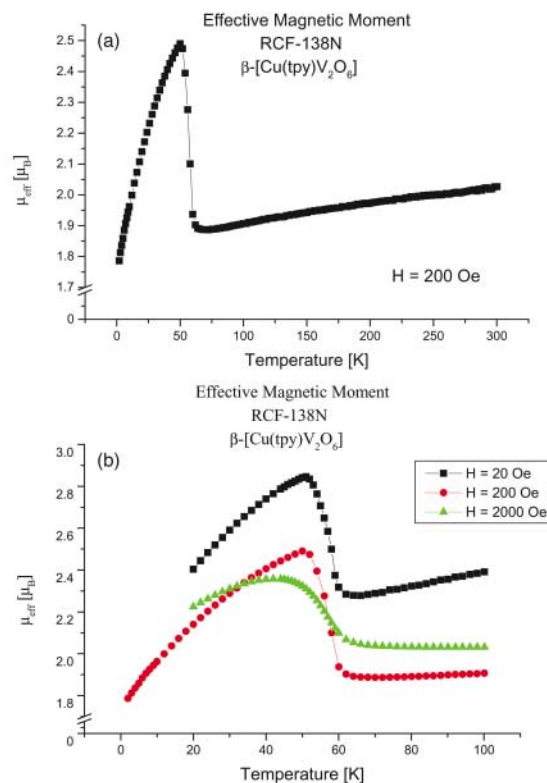 (a)
Effective Magnetic Moment
RCF-138N
β-[Cu(tpy)V₂O₆]
2.5
2.4
2.3
2.2
2.1
2.0
1.9
1.8
1.7
0
μeff [μB]
H = 200 Oe
0 50 100 150 200 250 300
Temperature [K]
Effective Magnetic Moment
RCF-138N
β-[Cu(tpy)V₂O₆]
(b)
3.0
2.8
2.6
2.4
2.2
2.0
1.8
0
μeff [μB]
H = 20 Oe
H = 200 Oe
H = 2000 Oe
0 20 40 60 80 100
Temperature [K]